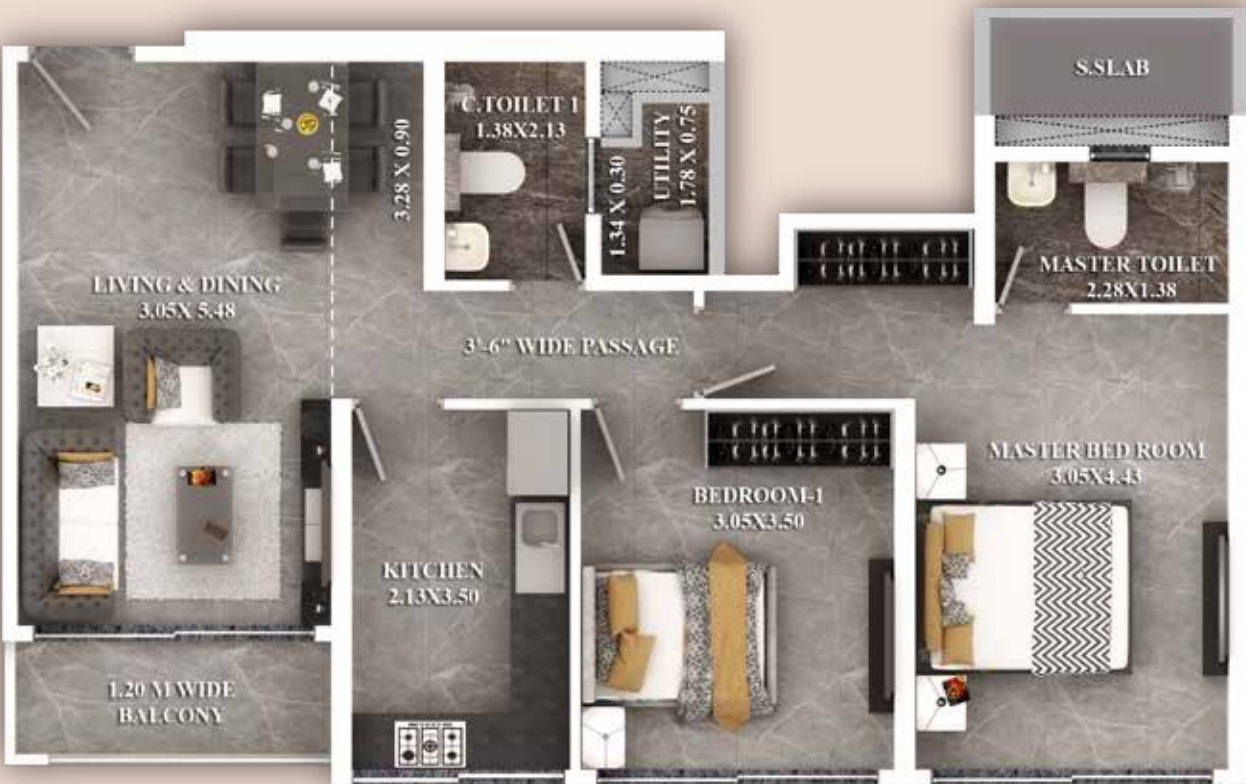 S.SLAB
C.TOILET 1
1.38X2.13
3.28 X 0.90
1.34 X 0.30
UTILITY
1.78 X 0.75
LIVING & DINING
3.05X 5.48
MASTER TOILET
2.28X1.38
3'-6" WIDE PASSAGE
MASTER BED ROOM
3.05X4.43
BEDROOM-1
3.05X3.50
KITCHEN
2.13X3.50
1.20 M WIDE
BALCONY